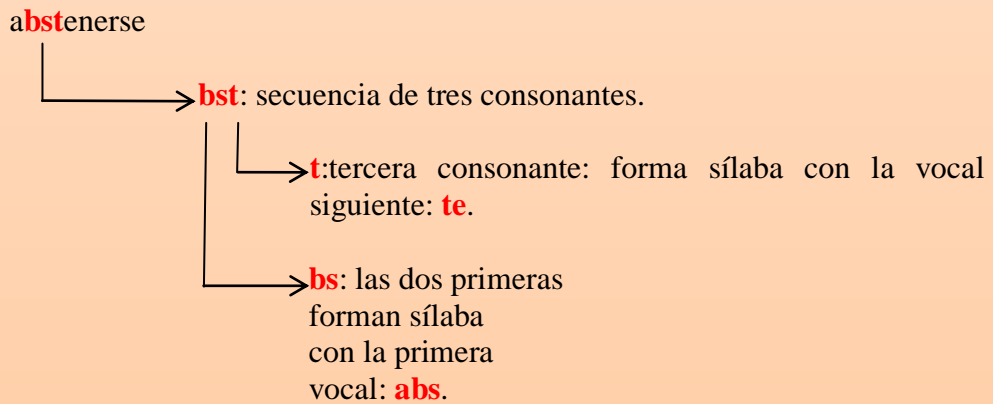 abstenerse
bst: secuencia de tres consonantes.
t:tercera consonante: forma sílaba con la vocal
siguiente: te.
bs: las dos primeras
forman sílaba
con la primera
vocal: abs.